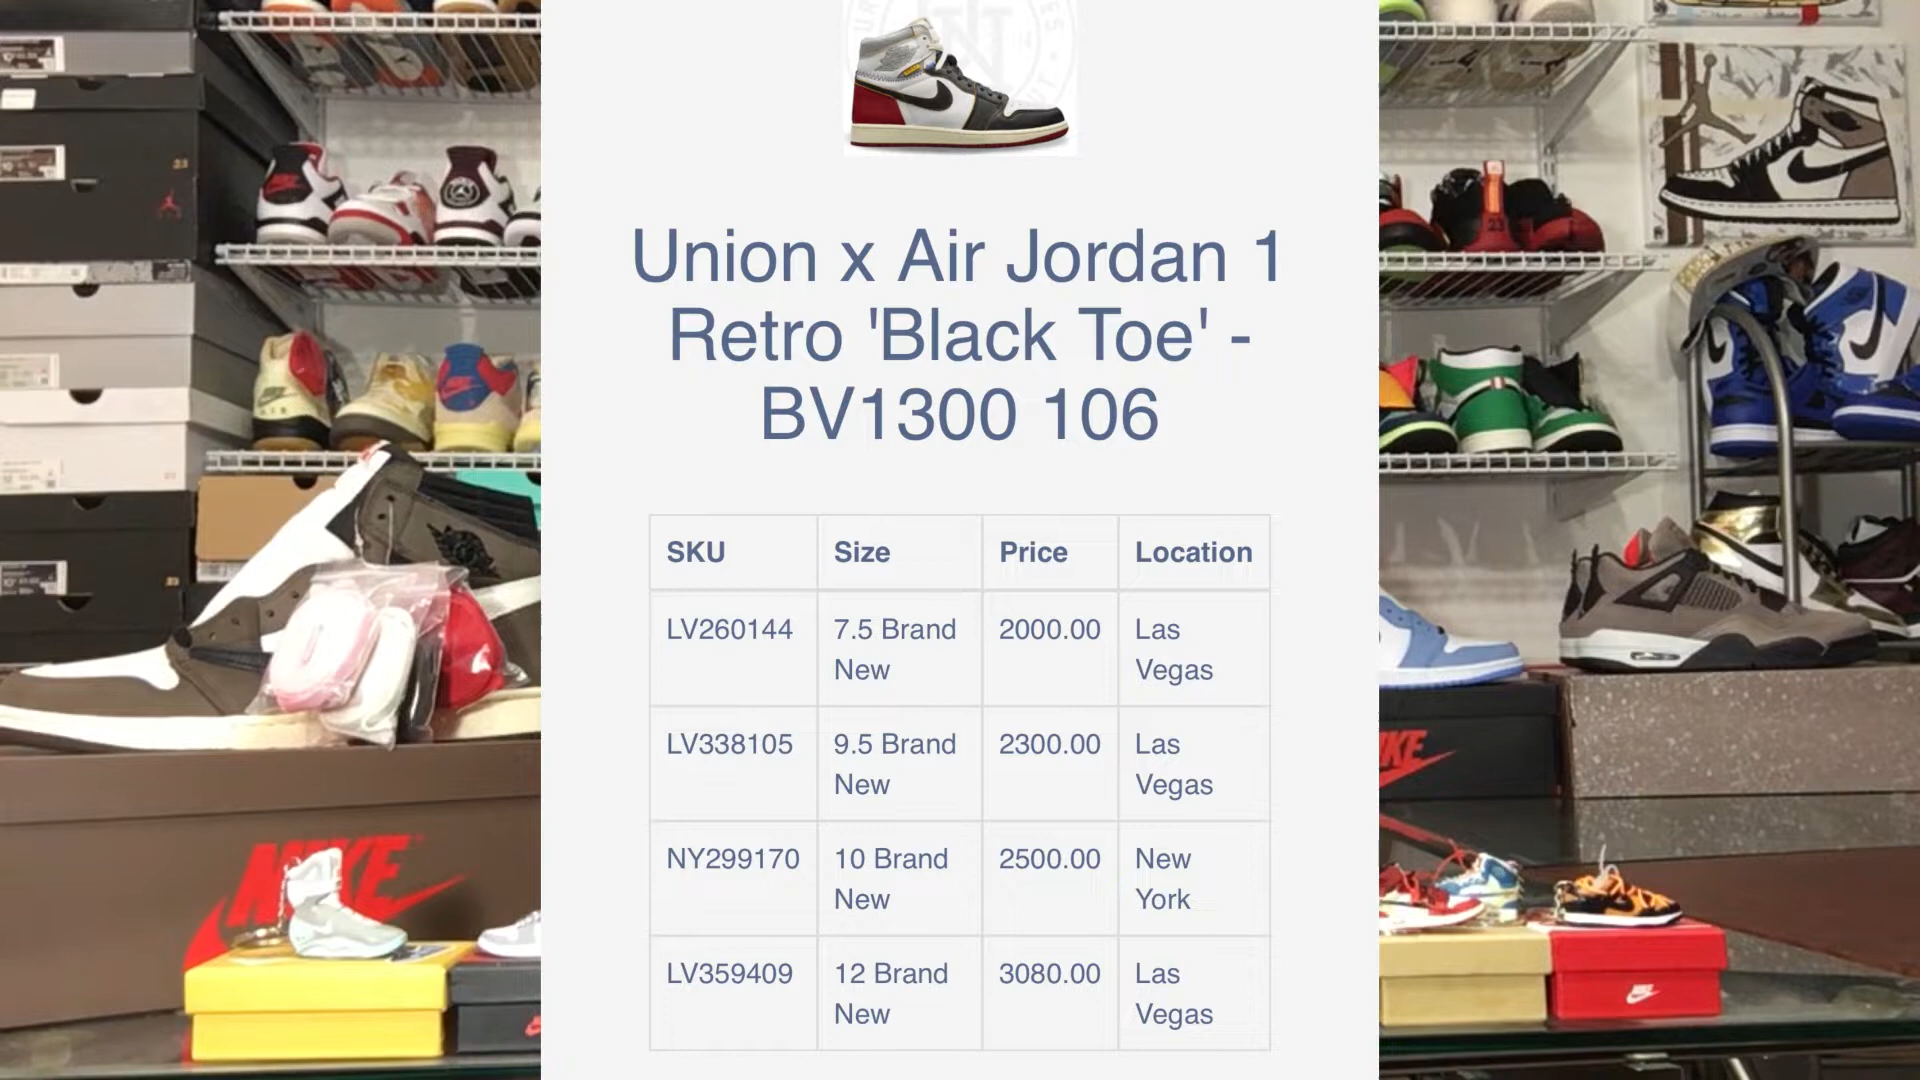 Union x Air Jordan 1
Retro 'Black Toe' -
BV1300 106
SKU Size Price Location
LV260144 7.5 Brand New 2000.00 Las Vegas
LV338105 9.5 Brand New 2300.00 Las Vegas
NY299170 10 Brand New 2500.00 New York
LV359409 12 Brand New 3080.00 Las Vegas
NIKE
23